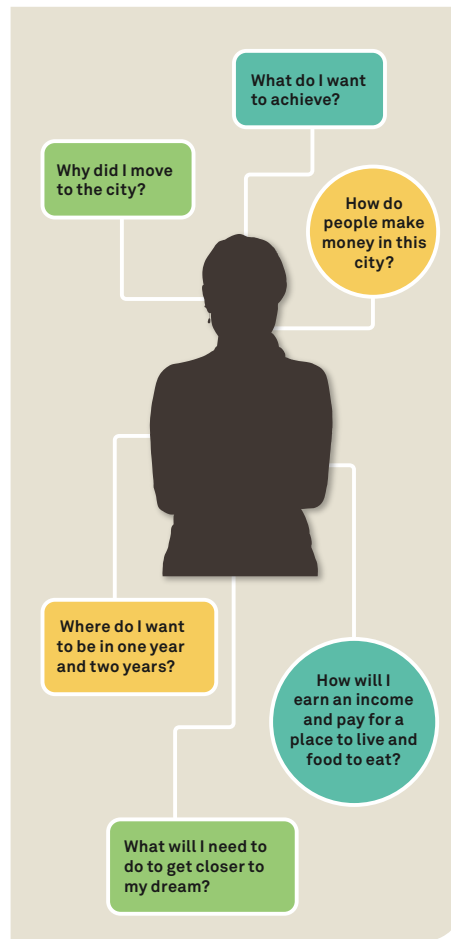 What do I want
to achieve?
Why did I move
to the city?
How do
people make
money in this
city?
Where do I want
to be in one year
and two years?
How will I
earn an income
and pay for a
place to live and
food to eat?
What will I need to
do to get closer to
my dream?